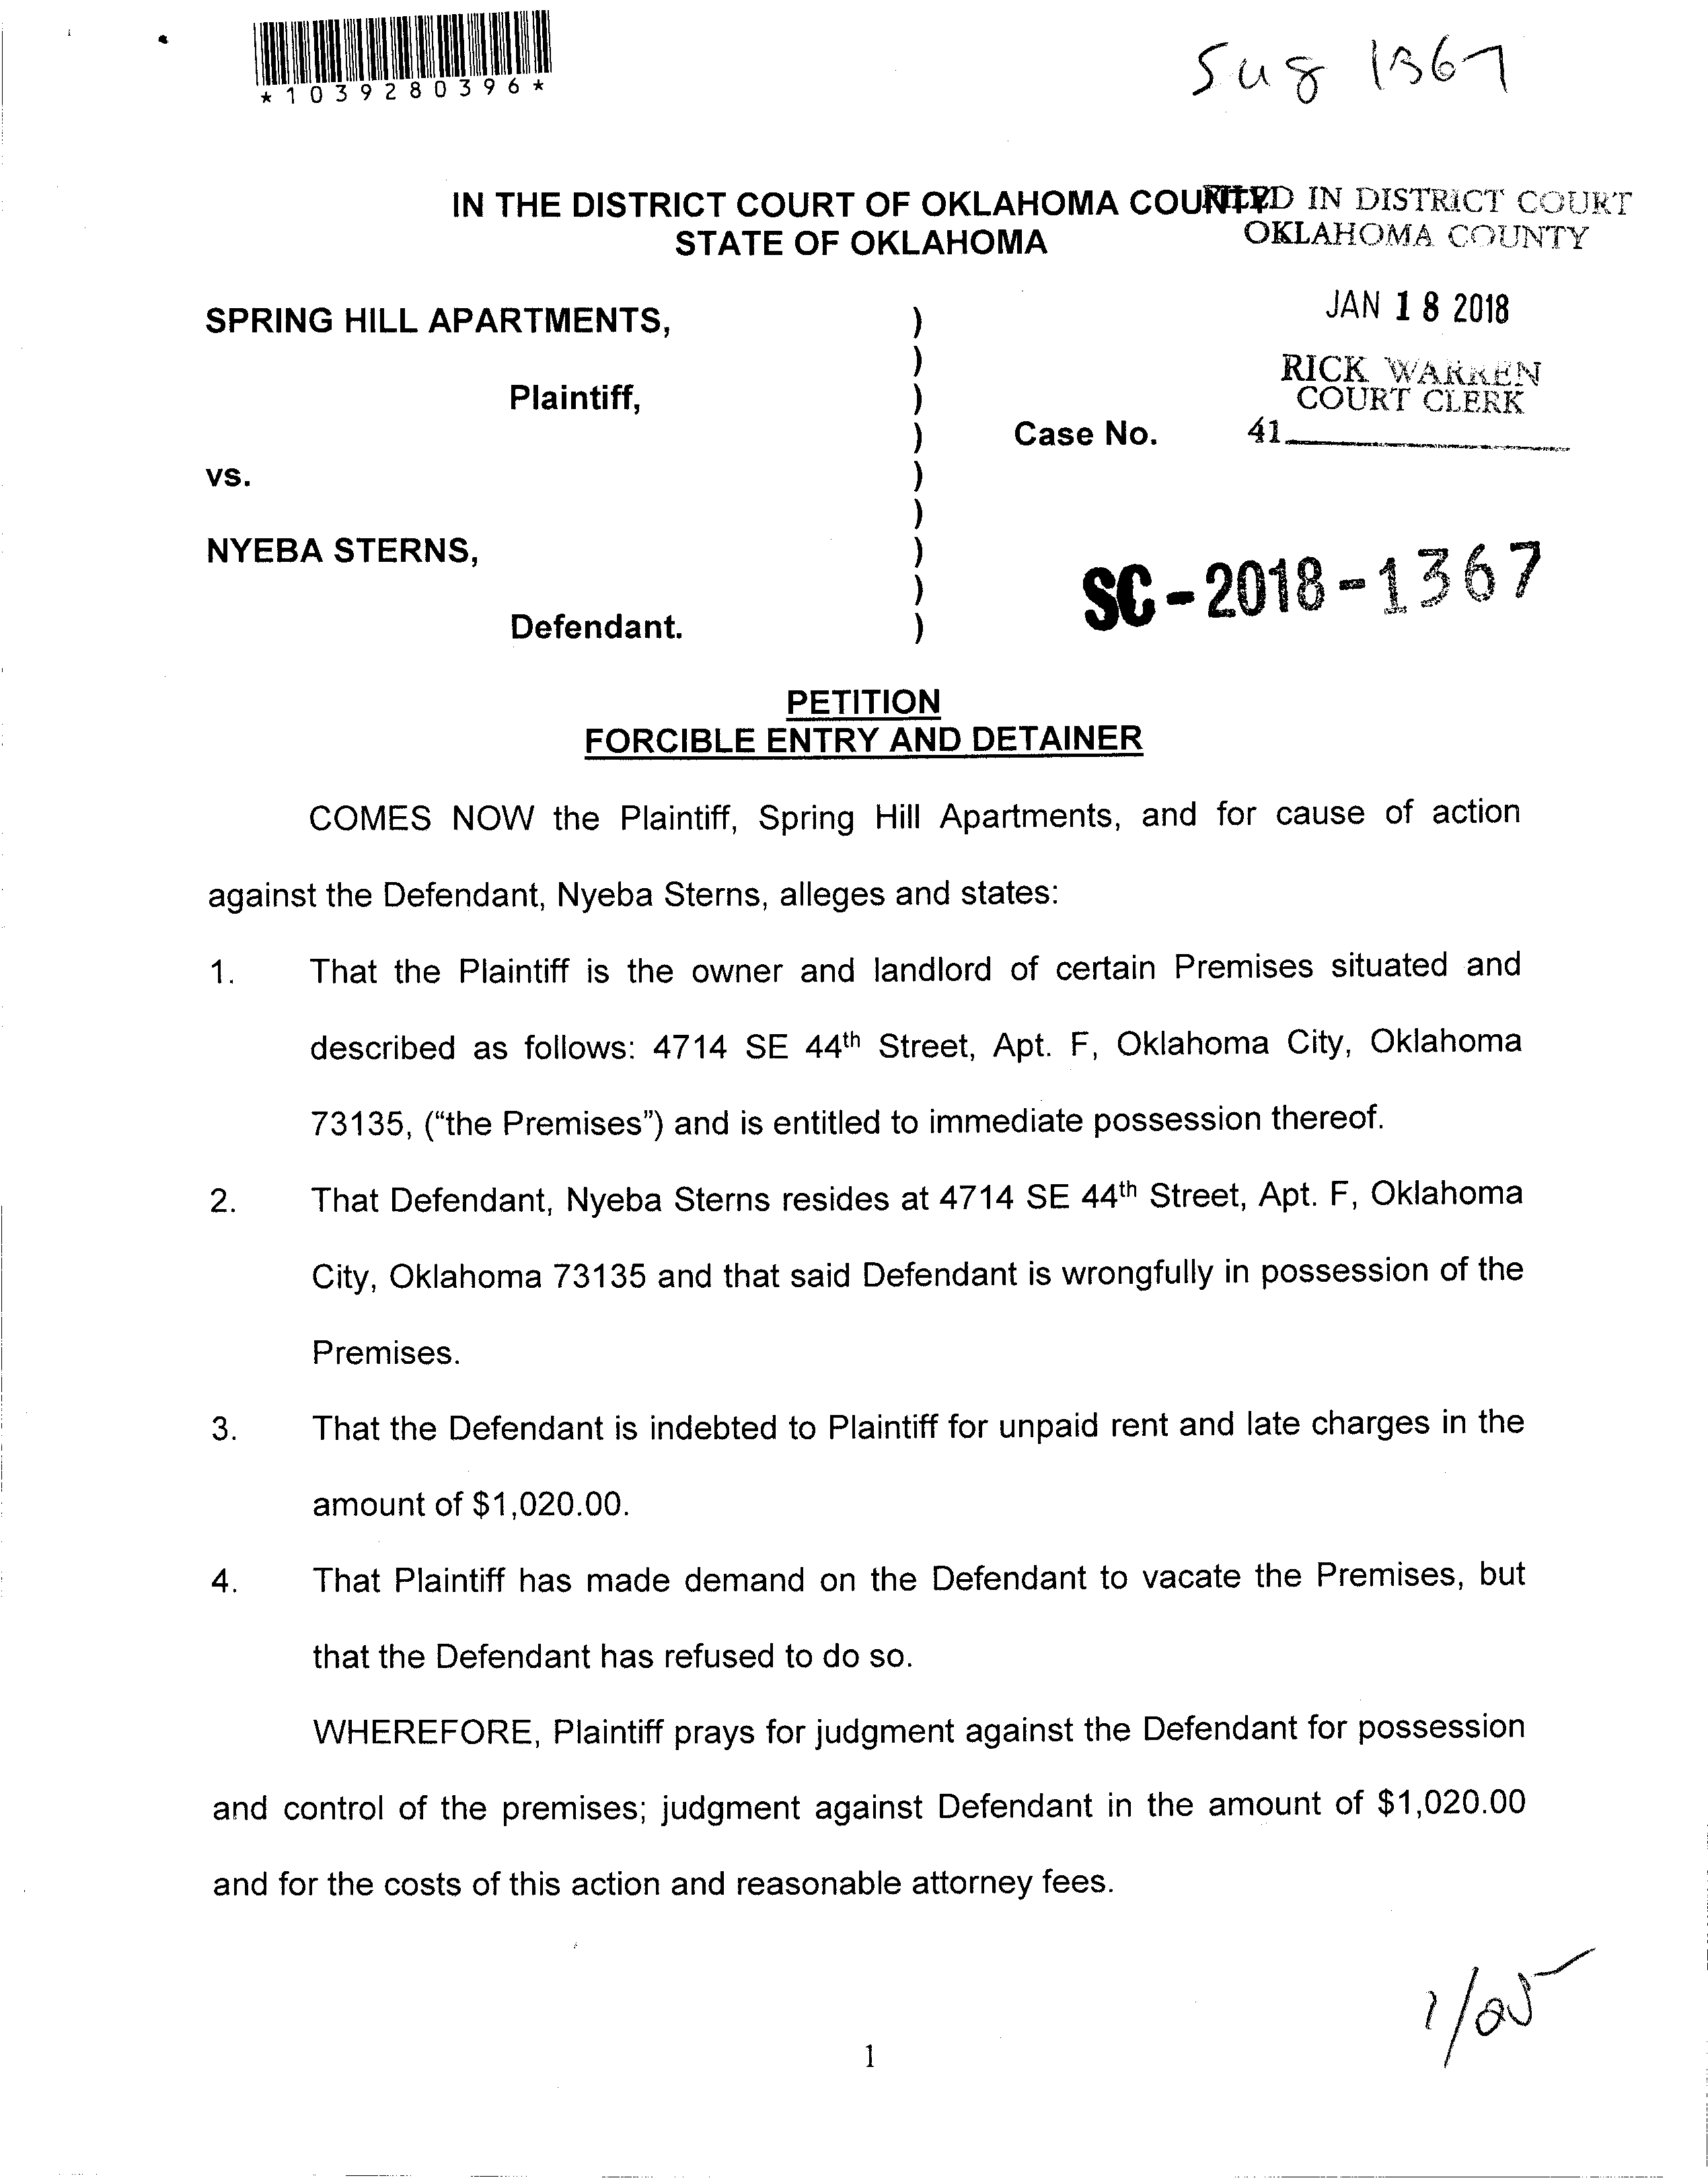 *1039280396*
1367
IN THE DISTRICT COURT OF OKLAHOMA COUNTY
FILED IN DISTRICT COURT
STATE OF OKLAHOMA
OKLAHOMA COUNTY
JAN 18 2018
SPRING HILL APARTMENTS, )
)
RICK WARREN
Plaintiff, )
COURT CLERK
) Case No. 41
vs. )
)
NYEBA STERNS, )
) SC-2018-1367
Defendant. )
PETITION
FORCIBLE ENTRY AND DETAINER
COMES NOW the Plaintiff, Spring Hill Apartments, and for cause of action
against the Defendant, Nyeba Sterns, alleges and states:
1. That the Plaintiff is the owner and landlord of certain Premises situated and
described as follows: 4714 SE 44th Street, Apt. F, Oklahoma City, Oklahoma
73135, (“the Premises”) and is entitled to immediate possession thereof.
2. That Defendant, Nyeba Sterns resides at 4714 SE 44th Street, Apt. F, Oklahoma
City, Oklahoma 73135 and that said Defendant is wrongfully in possession of the
Premises.
3. That the Defendant is indebted to Plaintiff for unpaid rent and late charges in the
amount of $1,020.00.
4. That Plaintiff has made demand on the Defendant to vacate the Premises, but
that the Defendant has refused to do so.
WHEREFORE, Plaintiff prays for judgment against the Defendant for possession
and control of the premises; judgment against Defendant in the amount of $1,020.00
and for the costs of this action and reasonable attorney fees.
1